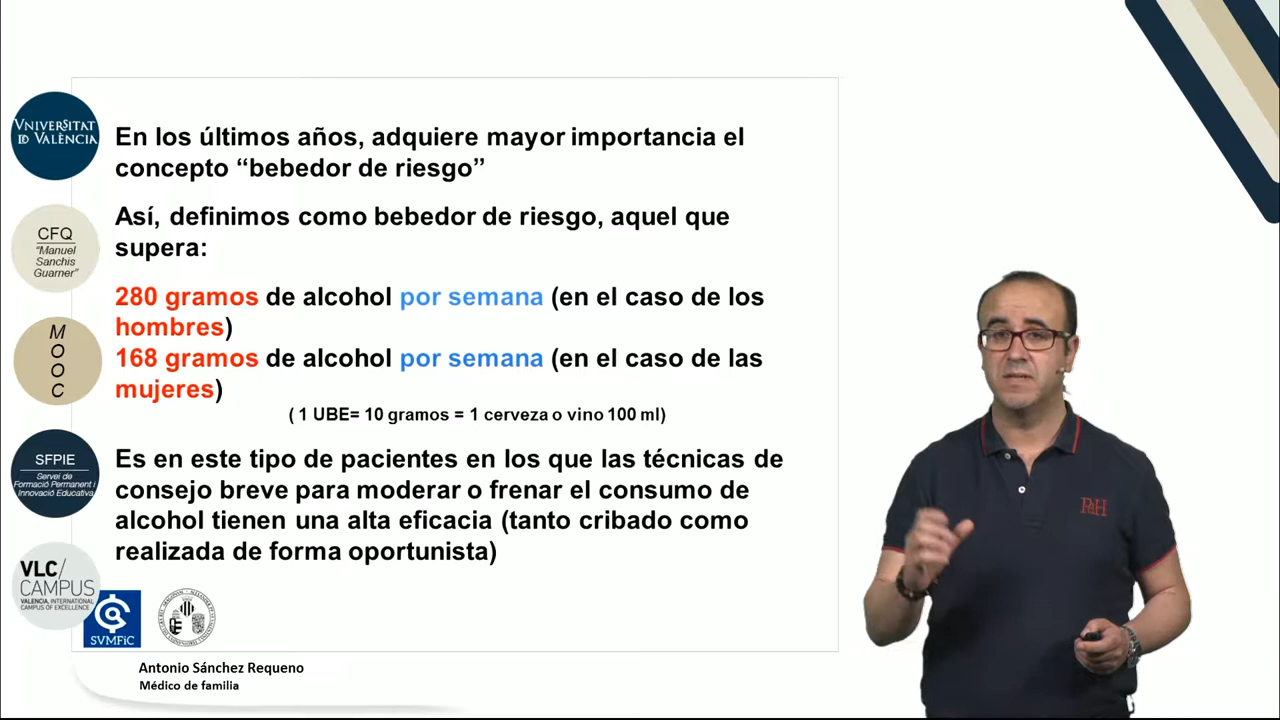 VNIVERSITAT
ID VALÈNCIA
CFQ
"Manuel
Sanchis
Guarner"
M
O
O
C
SFPIE
Servei de
Formació Permanent i
Innovació Educativa
VLC/
CAMPUS
VALENCIA, INTERNATIONAL
CAMPUS OF EXCELLENCE
En los últimos años, adquiere mayor importancia el
concepto “bebedor de riesgo”
Así, definimos como bebedor de riesgo, aquel que
supera:
280 gramos de alcohol por semana (en el caso de los
hombres)
168 gramos de alcohol por semana (en el caso de las
mujeres)
( 1 UBE= 10 gramos = 1 cerveza o vino 100 ml)
Es en este tipo de pacientes en los que las técnicas de
consejo breve para moderar o frenar el consumo de
alcohol tienen una alta eficacia (tanto cribado como
realizada de forma oportunista)
SVMFiC
Antonio Sánchez Requeno
Médico de familia